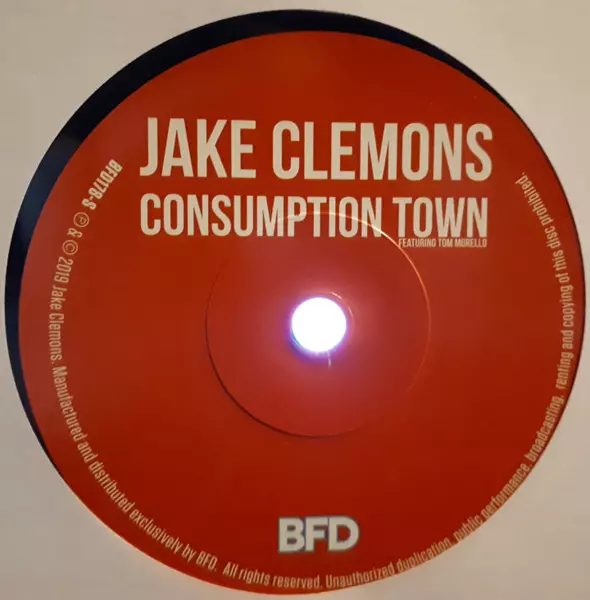 JAKE CLEMONS
CONSUMPTION TOWN
FEATURING TOM MORELLO
BFD178-S ℗ & © 2019 Jake Clemons. Manufactured and distributed exclusively by BFD. All rights reserved. Unauthorized duplication, public performance, broadcasting, renting and copying of this disc prohibited.
BFD